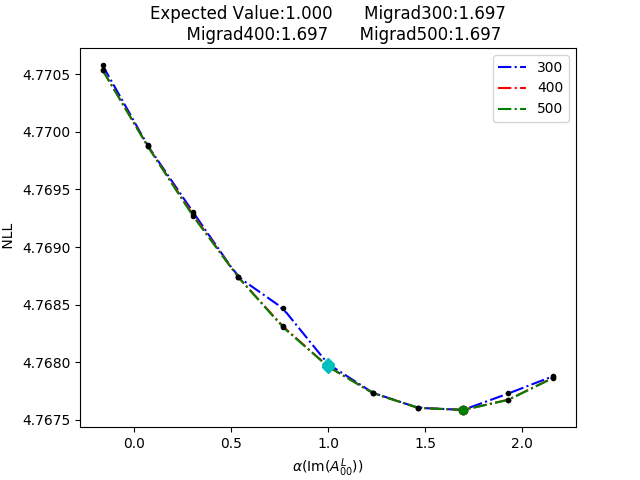 Expected Value:1.000 Migrad300:1.697
Migrad400:1.697 Migrad500:1.697
300
400
500
4.7705
4.7700
4.7695
4.7690
4.7685
4.7680
4.7675
NLL
0.0 0.5 1.0 1.5 2.0
α(Im(A^L_00))